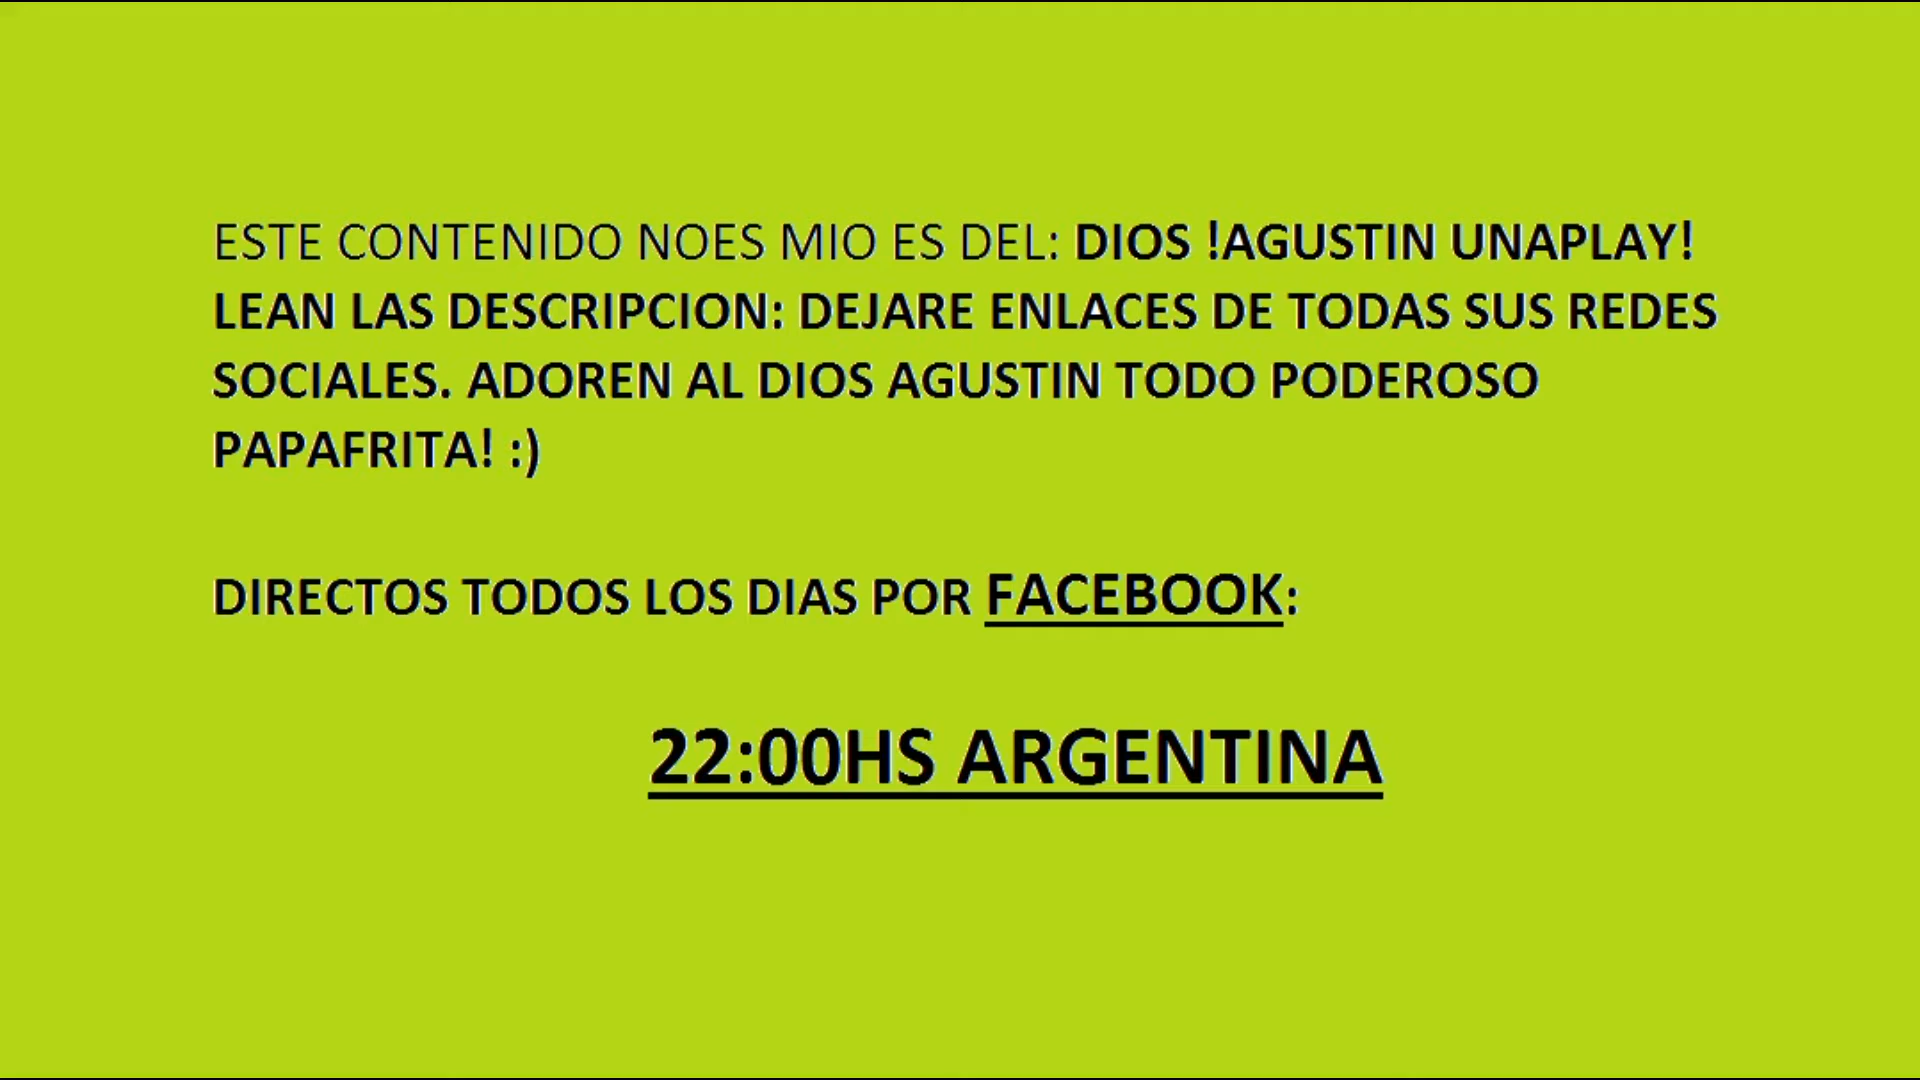 ESTE CONTENIDO NOES MIO ES DEL: DIOS !AGUSTIN UNAPLAY!
LEAN LAS DESCRIPCION: DEJARE ENLACES DE TODAS SUS REDES
SOCIALES. ADOREN AL DIOS AGUSTIN TODO PODEROSO
PAPAFRITA! :)
DIRECTOS TODOS LOS DIAS POR FACEBOOK:
22:00HS ARGENTINA